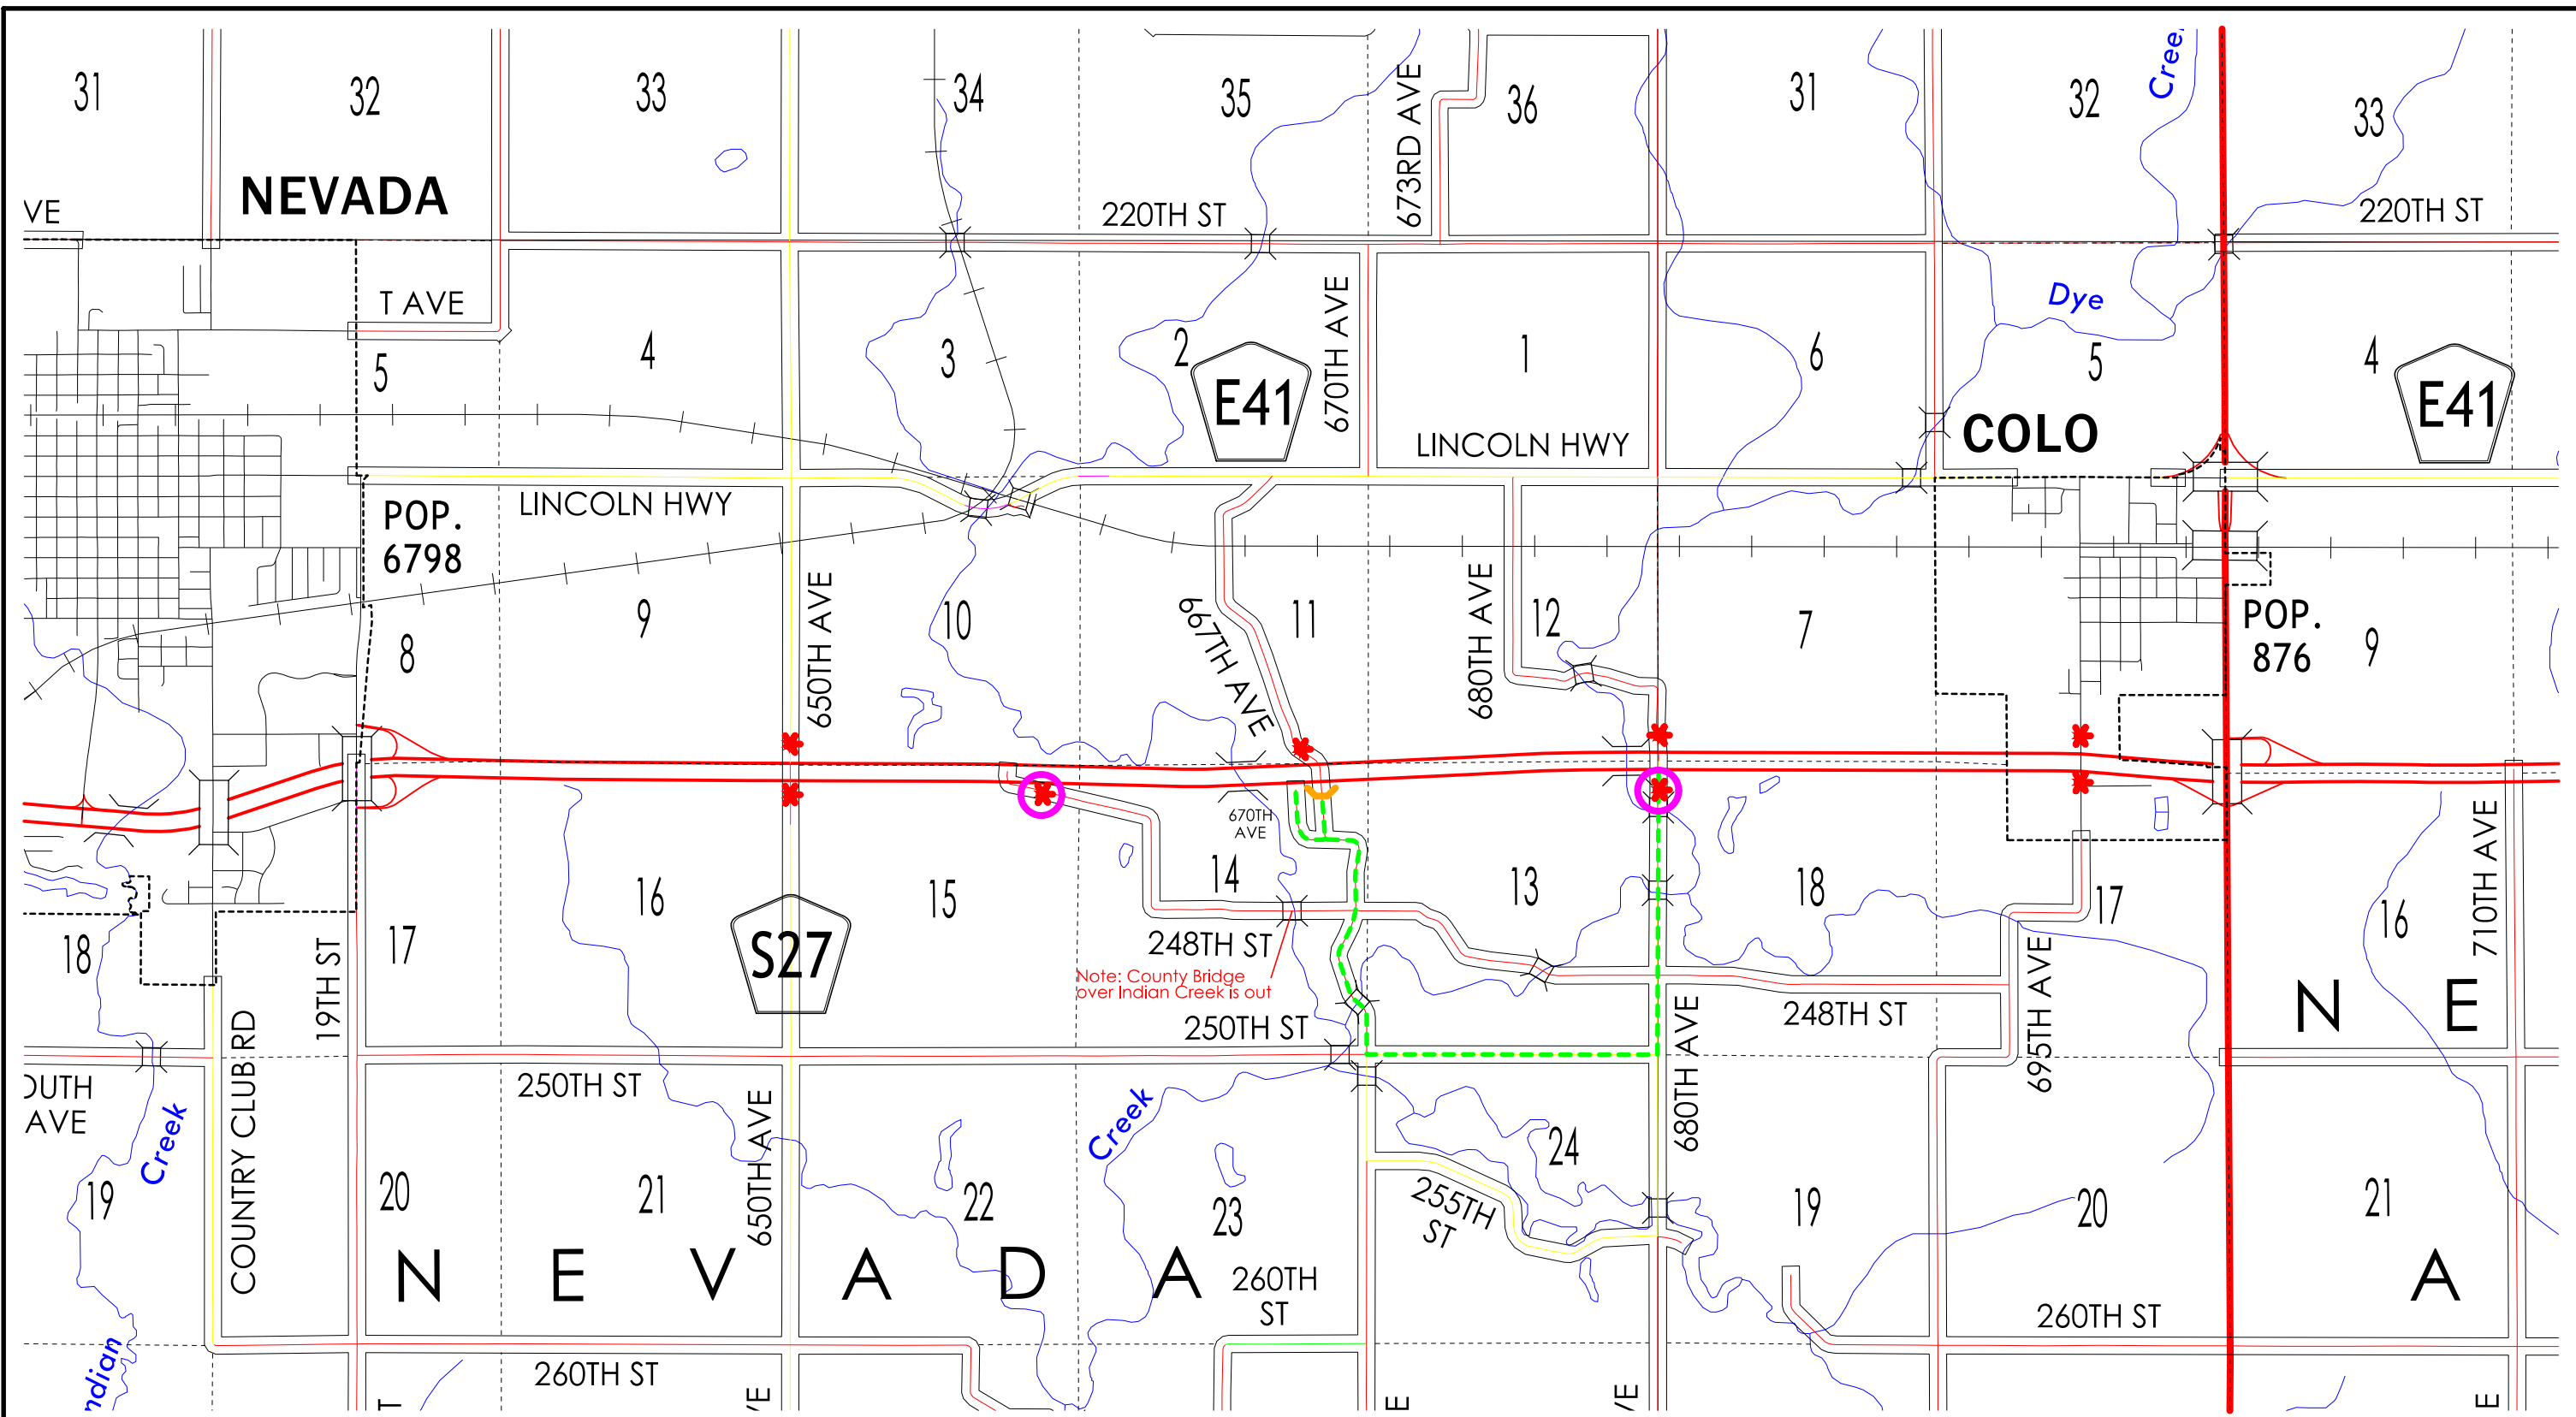 31
32
33
34
35
36
31
32
33
Creek
673RD AVE
NEVADA
VE
220TH ST
220TH ST
T AVE
Dye
5
4
3
2
E41
670TH AVE
1
6
5
4
E41
COLO
LINCOLN HWY
LINCOLN HWY
POP.
6798
POP.
876
8
9
650TH AVE
10
667TH AVE
11
680TH AVE
12
7
9
670TH
AVE
14
13
18
17
16
710TH AVE
16
15
S27
17
18
19TH ST
248TH ST
Note: County Bridge
over Indian Creek is out
250TH ST
680TH AVE
248TH ST
695TH AVE
N E
OUTH
AVE
Creek
COUNTRY CLUB RD
250TH ST
650TH AVE
Creek
24
19
20
21
22
23
255TH
ST
19
20
21
N E V A D A
260TH
ST
A
260TH ST
260TH ST
ndian
T
VE
E
VE
E